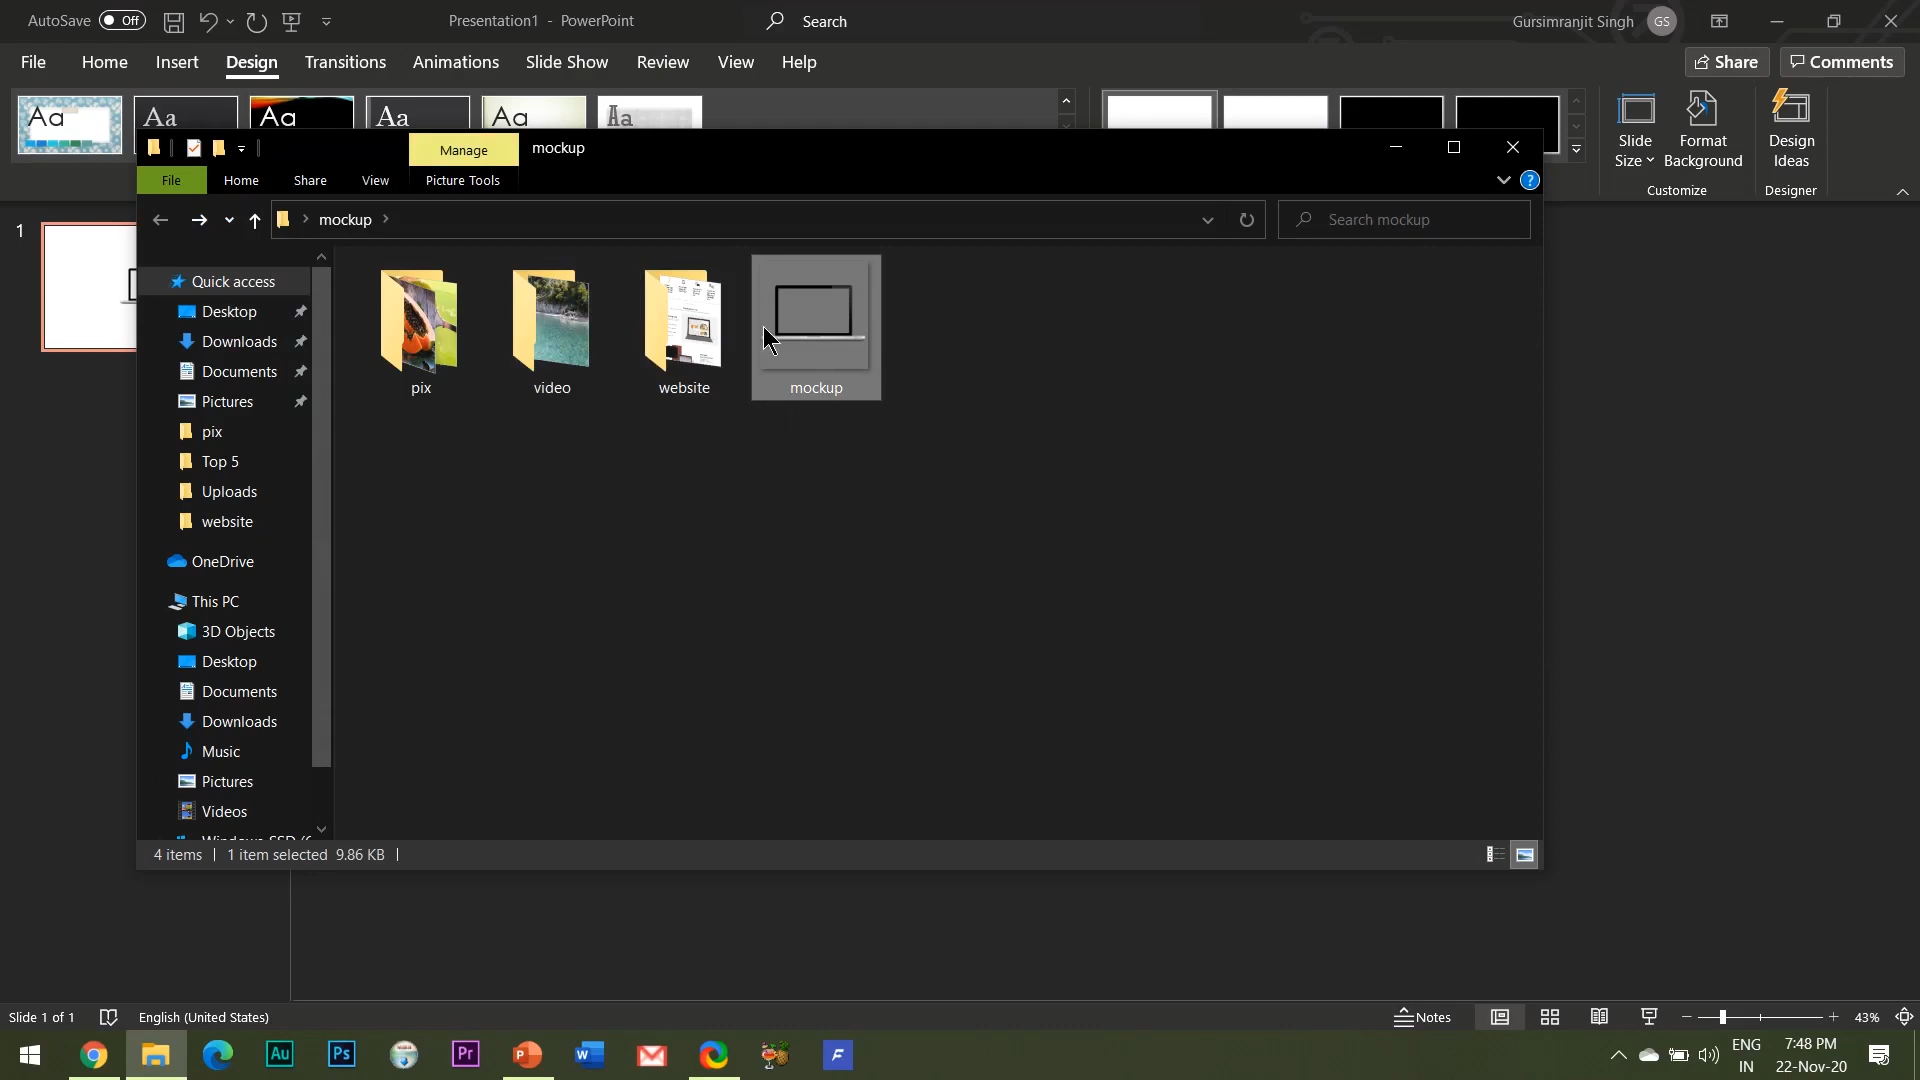 AutoSave Off
Presentation1 - PowerPoint
Search
Gursimranjit Singh GS
File Home Insert Design Transitions Animations Slide Show Review View Help
Share Comments
Aa Aa Aa Aa Aa Aa
Slide Size
Format Background
Design Ideas
Customize
Designer
Manage
mockup
File Home Share View Picture Tools
?
mockup
Search mockup
1
Quick access
Desktop
Downloads
Documents
Pictures
pix
Top 5
Uploads
website
OneDrive
This PC
3D Objects
Desktop
Documents
Downloads
Music
Pictures
Videos
pix video website mockup
4 items 1 item selected 9.86 KB
Slide 1 of 1 English (United States)
Notes
43%
Au Ps Pr P W F
ENG IN
7:48 PM
22-Nov-20